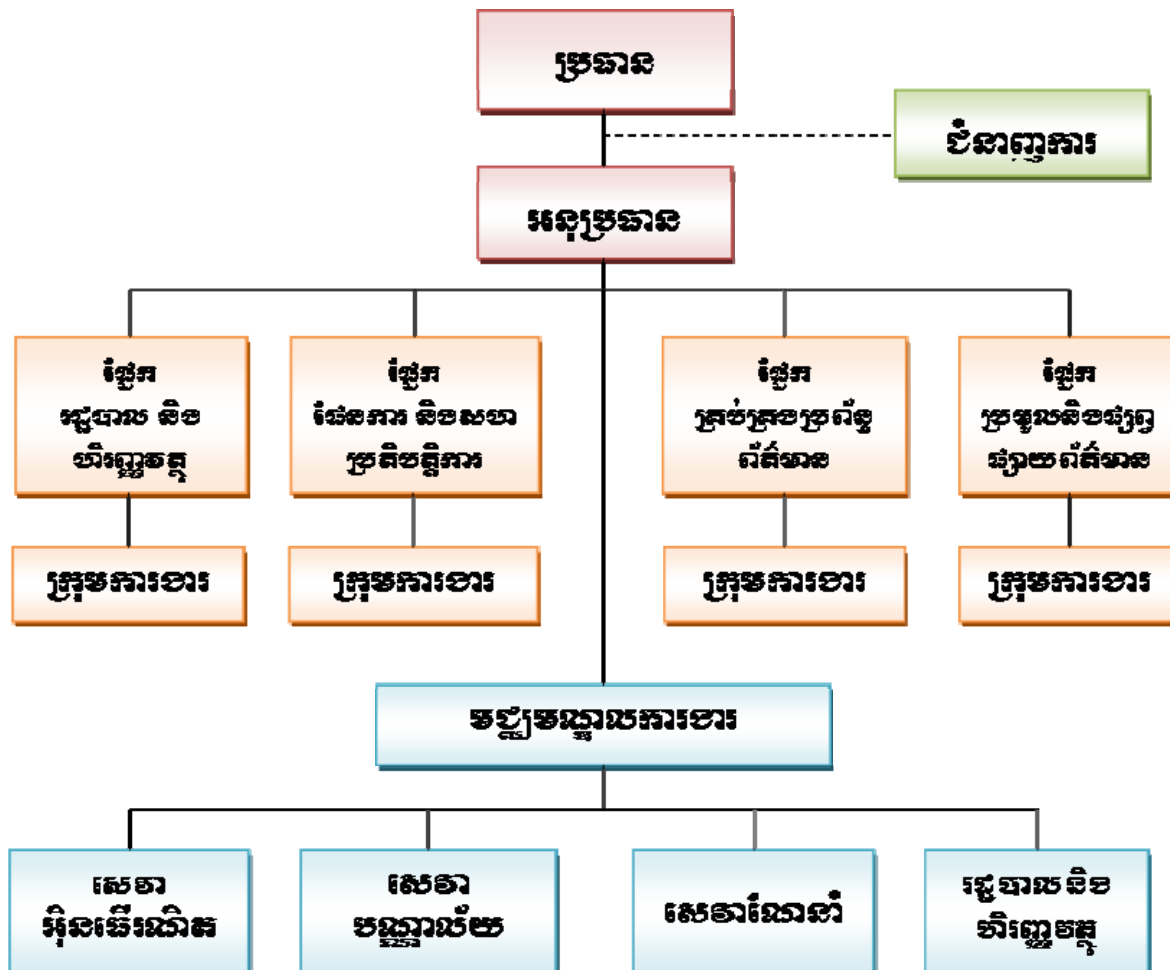 ប្រធាន
ជំនាញការ
អនុប្រធាន
ផ្នែក
រដ្ឋបាល និង
ហិរញ្ញវត្ថុ
ផ្នែក
ផែនការ និងសហ
ប្រតិបត្តិការ
ផ្នែក
គ្រប់គ្រងប្រព័ន្ធ
ព័ត៌មាន
ផ្នែក
ប្រមូលនិងផ្សព្វ
ផ្សាយព័ត៌មាន
ក្រុមការងារ
ក្រុមការងារ
ក្រុមការងារ
ក្រុមការងារ
មជ្ឈមណ្ឌលការងារ
សេវា
អ៊ិនធើរណិត
សេវា
បណ្ណាល័យ
សេវាណែនាំ
រដ្ឋបាលនិង
ហិរញ្ញវត្ថុ